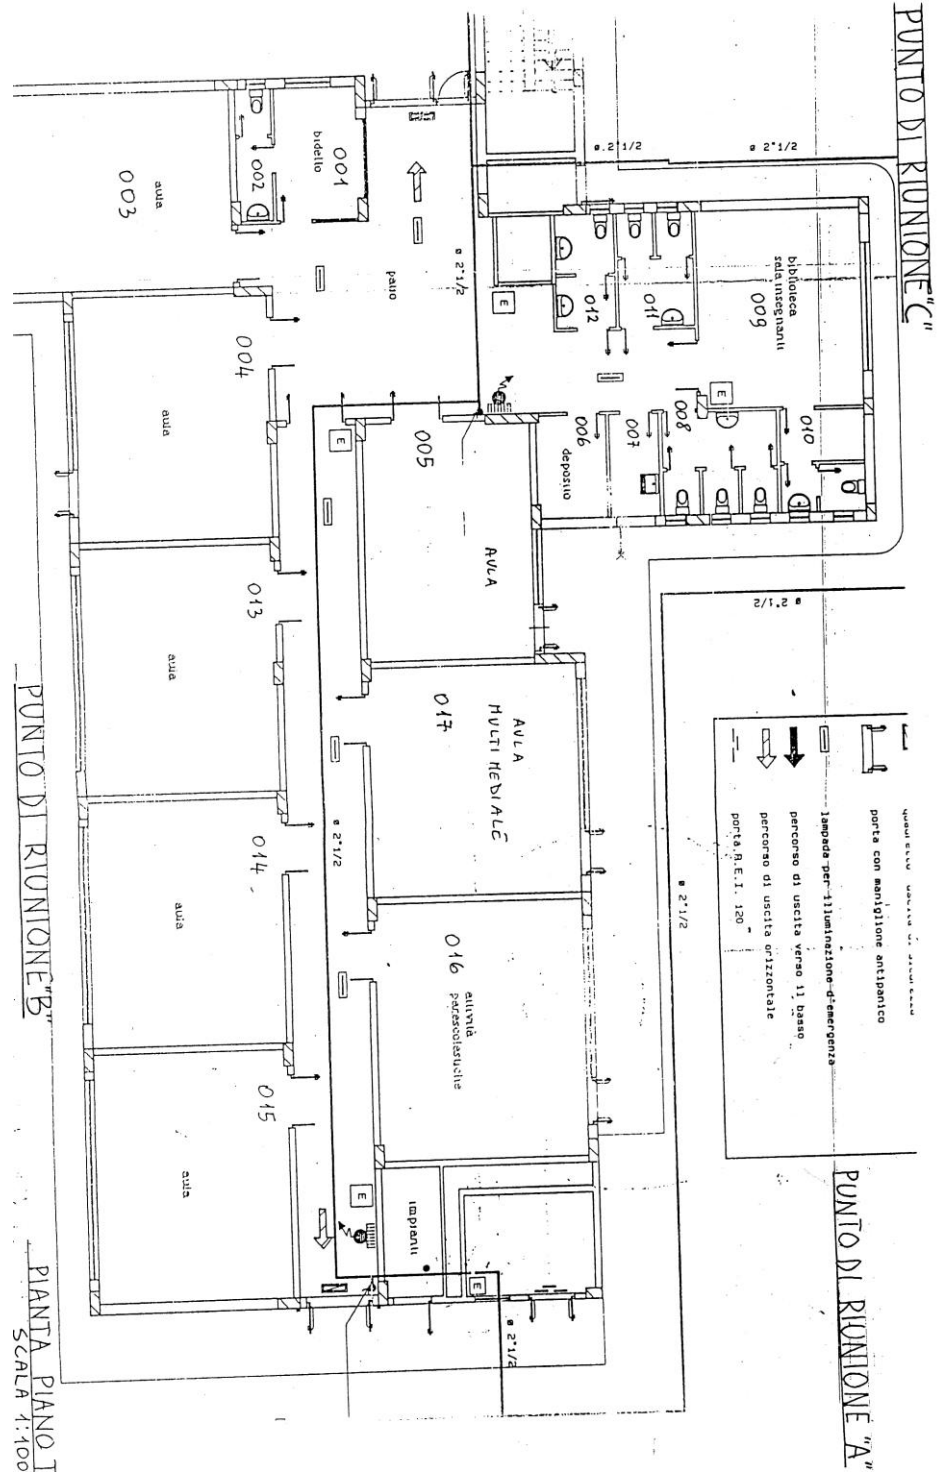 PUNTO DI RIUNIONE "C"
ø 2"1/2
ø 2"1/2
001
bidello
002
003
aula
patio
ø 2"1/2
E
012
011
biblioteca
sala insegnanti
009
E
010
008
007
006
deposito
004
aula
E
005
AULA
ø 2"1/2
013
aula
017
AULA
MULTIMEDIALE
ø 2"1/2
014
aula
016
attività
parascolastiche
ø 2"1/2
015
aula
E
impianti
E
ø 2"1/2
porta con maniglione antipanico
lampada per illuminazione d'emergenza
percorso di uscita verso il basso
percorso di uscita orizzontale
porta R.E.I. 120
PUNTO DI RIUNIONE "B"
PUNTO DI RIUNIONE "A"
PIANTA PIANO T
SCALA 1:100